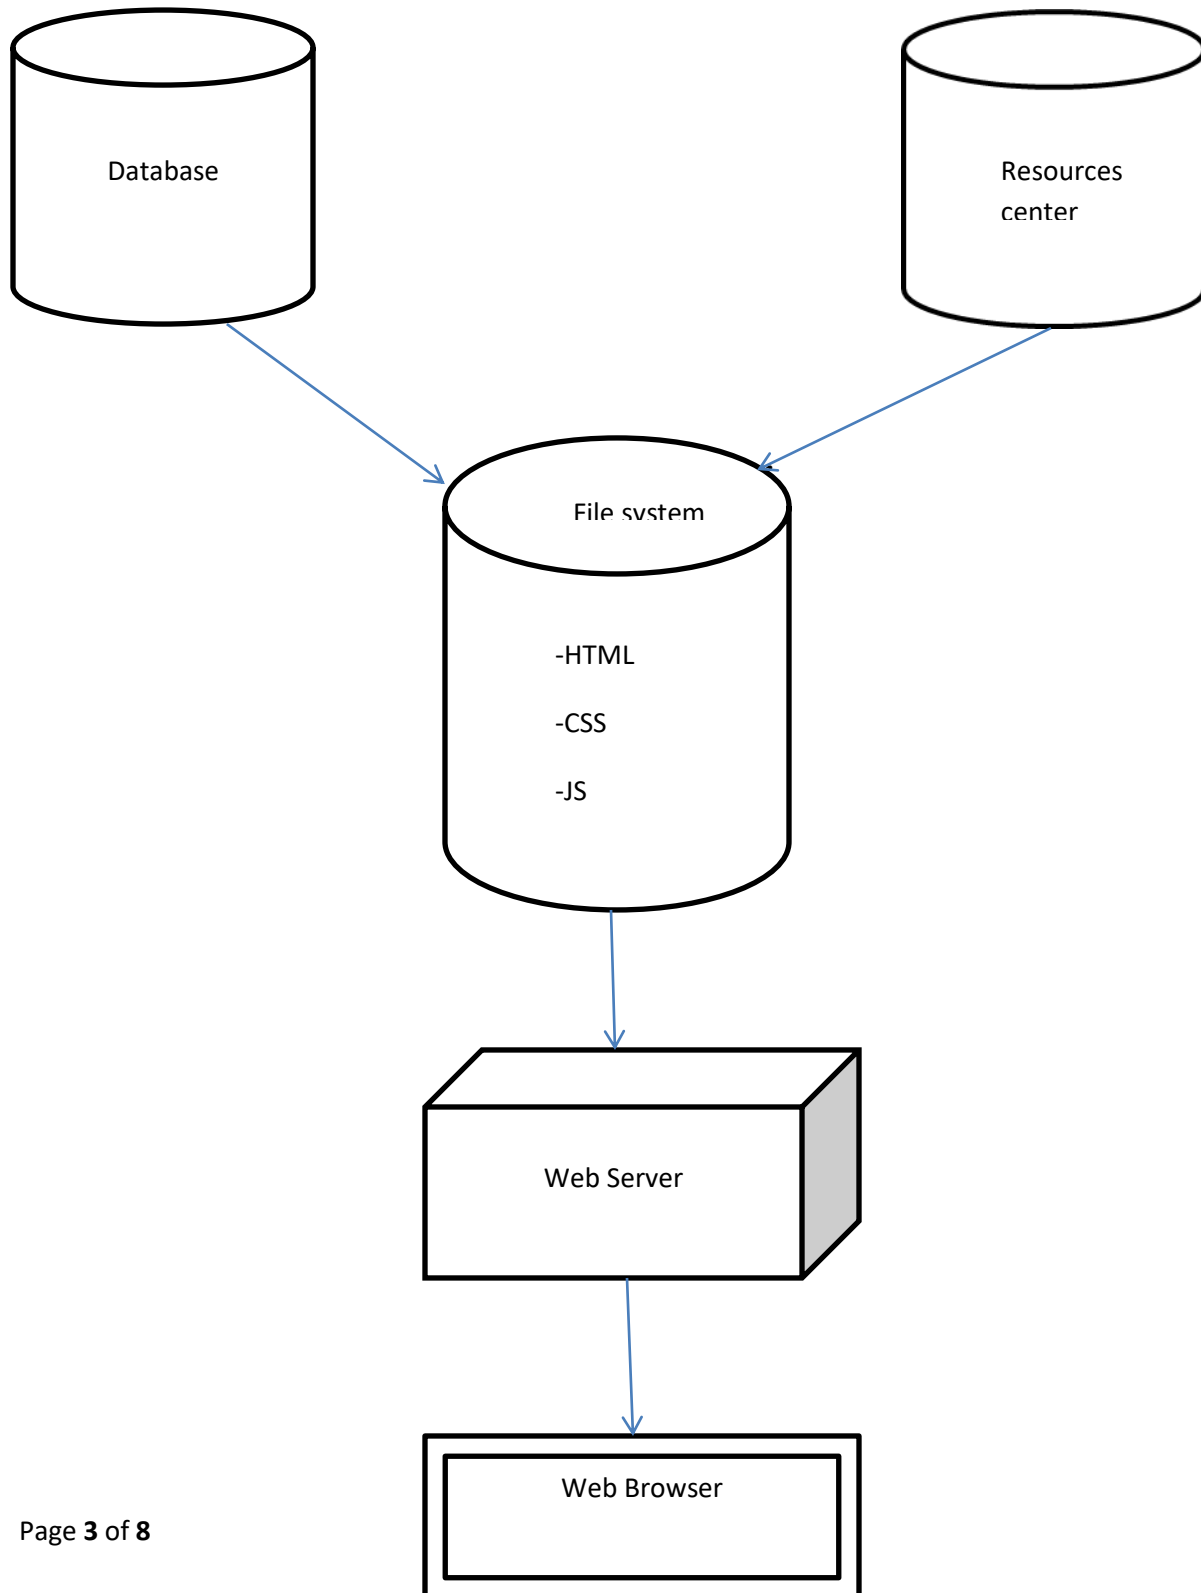 Database
Resources
center
File system
-HTML
-CSS
-JS
Web Server
Web Browser
Page 3 of 8